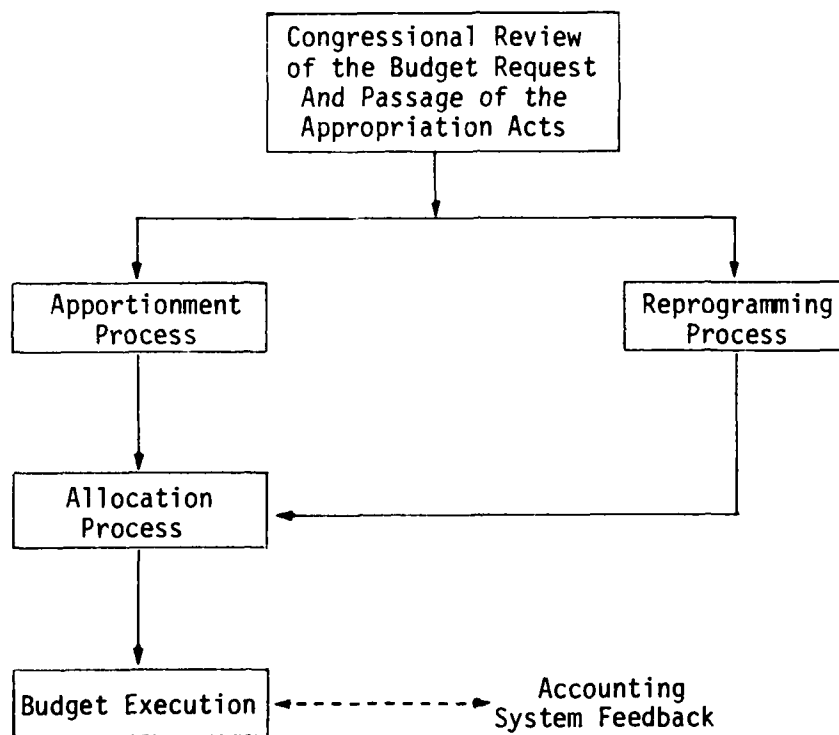 Congressional Review
of the Budget Request
And Passage of the
Appropriation Acts
Apportionment
Process
Reprogramming
Process
Allocation
Process
Budget Execution
Accounting
System Feedback